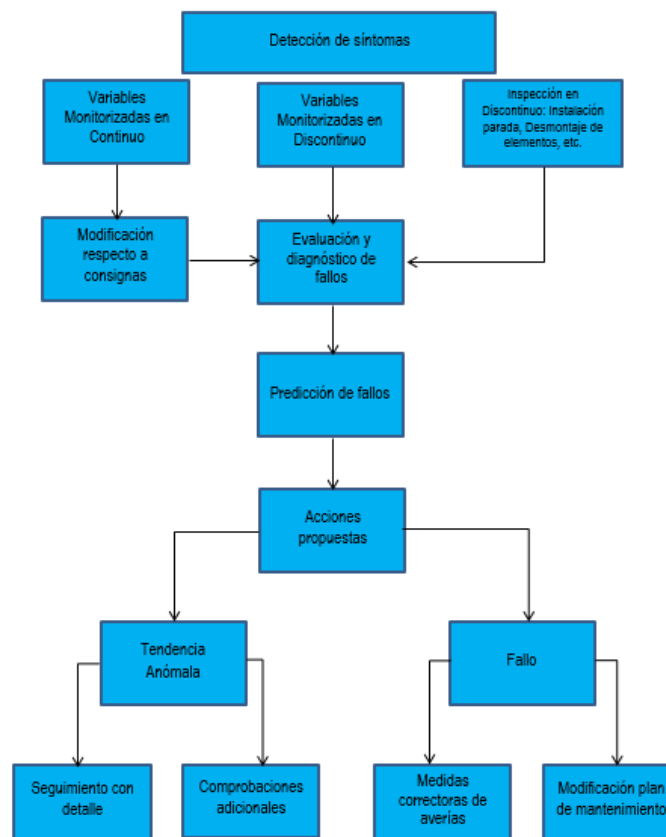 Detección de síntomas
Variables
Monitorizadas en
Continuo
Variables
Monitorizadas en
Discontinuo
Inspección en
Discontinuo: Instalación
parada, Desmontaje de
elementos, etc.
Modificación
respecto a
consignas
Evaluación y
diagnóstico de
fallos
Predicción de fallos
Acciones
propuestas
Tendencia
Anómala
Fallo
Seguimiento con
detalle
Comprobaciones
adicionales
Medidas
correctoras de
averías
Modificación plan
de mantenimiento